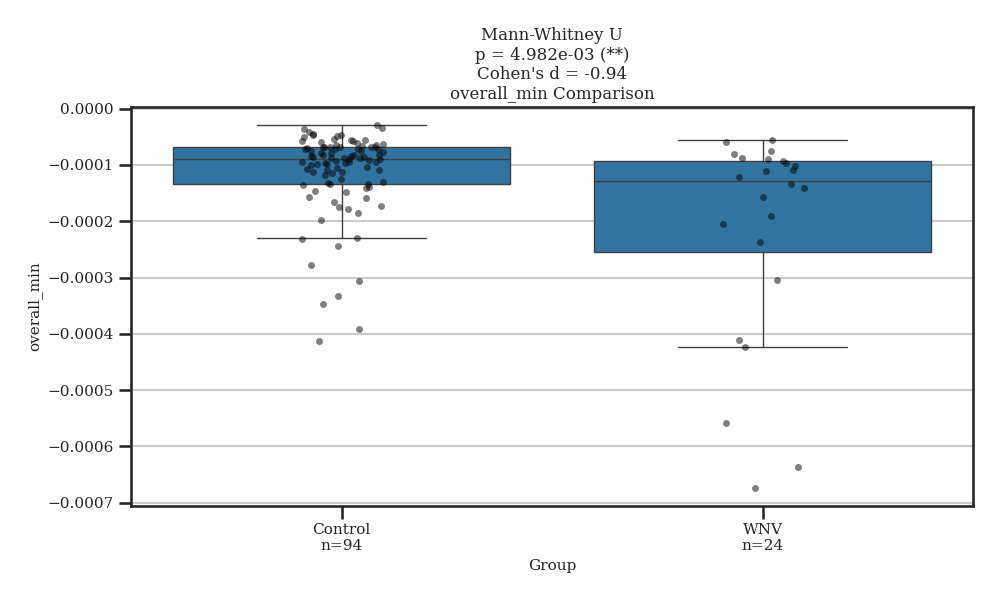 Mann-Whitney U
p = 4.982e-03 (**)
Cohen's d = -0.94
overall_min Comparison
0.0000
−0.0001
−0.0002
−0.0003
−0.0004
−0.0005
−0.0006
−0.0007
overall_min
Control
n=94
WNV
n=24
Group